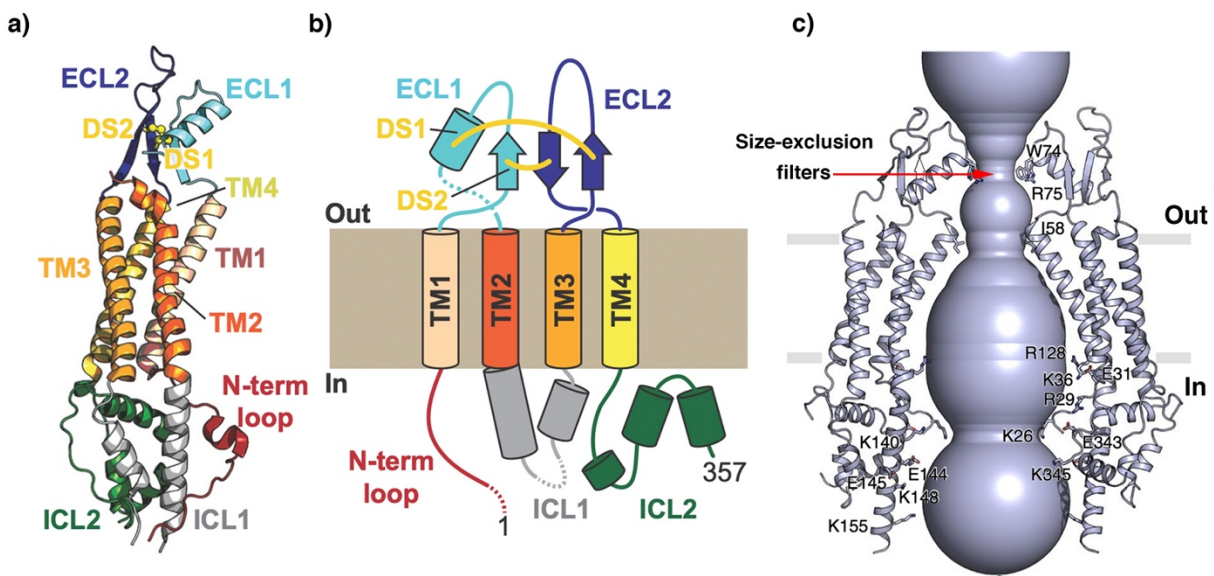 a)
ECL2
ECL1
DS2
DS1
TM4
TM3
TM1
TM2
N-term
loop
ICL2
ICL1
b)
ECL1
ECL2
DS1
DS2
Out
TM1
TM2
TM3
TM4
In
N-term
loop
1
ICL1
ICL2
357
c)
Size-exclusion
filters
W74
R75
I58
Out
R128
E31
K36
In
R29
K140
K26
E343
E144
K345
E145
K148
K155